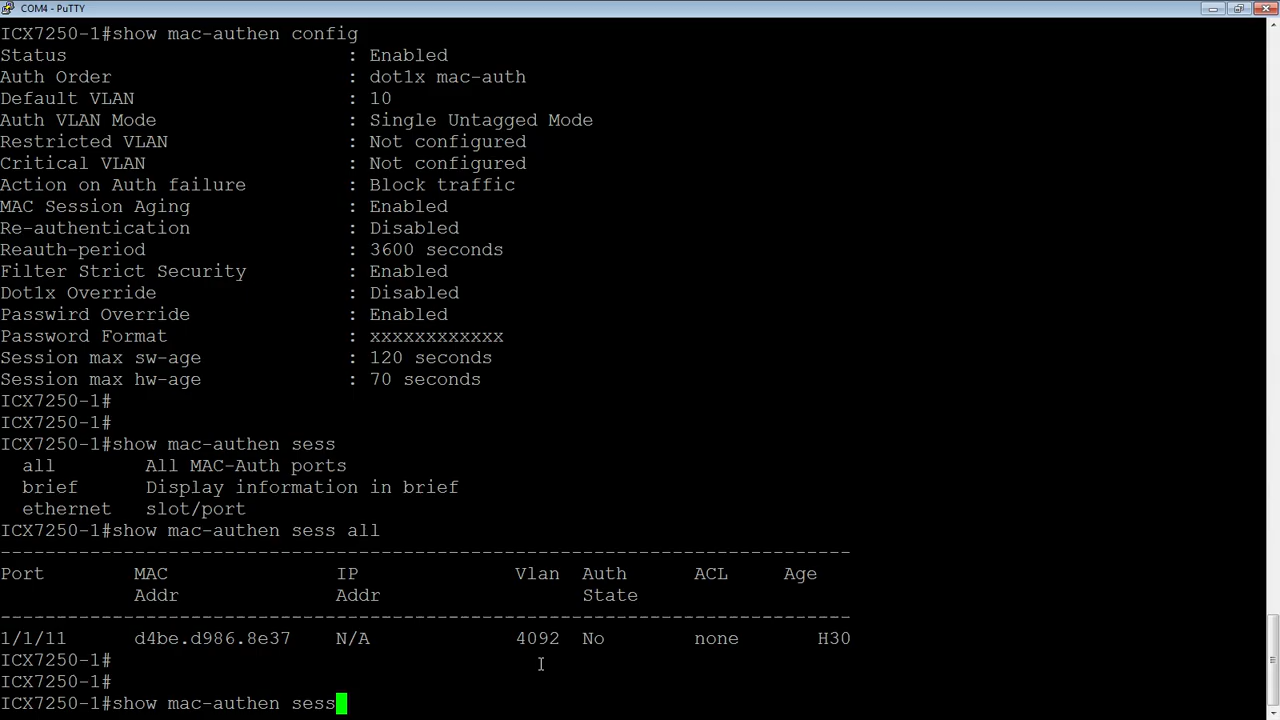 COM4 - PuTTY
ICX7250-1#show mac-authen config
Status : Enabled
Auth Order : dot1x mac-auth
Default VLAN : 10
Auth VLAN Mode : Single Untagged Mode
Restricted VLAN : Not configured
Critical VLAN : Not configured
Action on Auth failure : Block traffic
MAC Session Aging : Enabled
Re-authentication : Disabled
Reauth-period : 3600 seconds
Filter Strict Security : Enabled
Dot1x Override : Disabled
Passwird Override : Enabled
Password Format : xxxxxxxxxxxx
Session max sw-age : 120 seconds
Session max hw-age : 70 seconds
ICX7250-1#
ICX7250-1#
ICX7250-1#show mac-authen sess
all All MAC-Auth ports
brief Display information in brief
ethernet slot/port
ICX7250-1#show mac-authen sess all
-----------------------------------------------------------------------------
Port MAC IP Vlan Auth ACL Age
Addr Addr State
-----------------------------------------------------------------------------
1/1/11 d4be.d986.8e37 N/A 4092 No none H30
ICX7250-1#
ICX7250-1#
ICX7250-1#show mac-authen sess